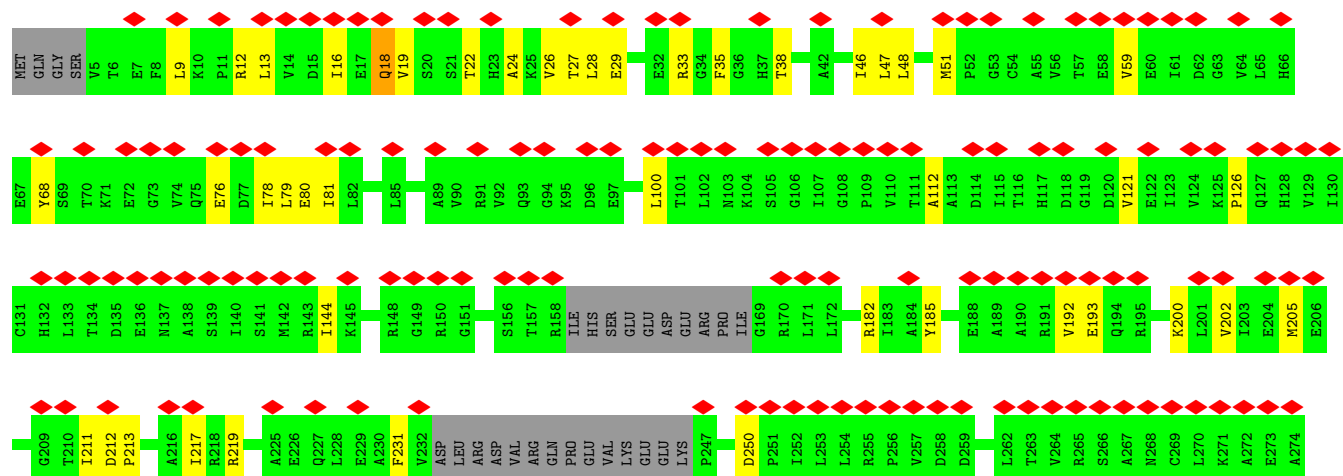 MET GLN GLY SER V5 T6 E7 F8 L9 K10 P11 R12 L13 V14 D15 I16 E17 Q18 V19 S20 S21 T22 H23 A24 K25 V26 T27 L28 E29 E32 R33 G34 F35 G36 H37 T38 A42 I46 L47 L48 M51 P52 G53 C54 A55 V56 T57 E58 V59 E60 I61 D62 G63 V64 L65 H66
E67 Y68 S69 T70 K71 E72 G73 V74 Q75 E76 D77 I78 L79 E80 I81 L82 L85 A89 V90 R91 V92 Q93 G94 K95 D96 E97 L100 T101 L102 N103 K104 S105 G106 I107 G108 P109 V110 T111 A112 A113 D114 I115 T116 H117 D118 G119 D120 V121 E122 I123 V124 K125 P126 Q127 H128 V129 I130
C131 H132 L133 T134 D135 E136 N137 A138 S139 I140 S141 M142 R143 I144 K145 R148 G149 R150 G151 S156 T157 R158 ILE HIS SER GLU GLU ASP GLU ARG PRO ILE G169 R170 L171 L172 R182 I183 A184 Y185 E188 A189 A190 R191 V192 E193 Q194 R195 K200 L201 V202 I203 E204 M205 E206
G209 T210 I211 D212 P213 A216 I217 R218 R219 A225 E226 Q227 L228 E229 A230 F231 V232 ASP LEU ARG ASP VAL ARG GLN PRO GLU VAL LYS GLU GLU LYS P247 D250 P251 I252 L253 L254 R255 P256 V257 D258 D259 L262 T263 V264 R265 S266 A267 N268 C269 L270 K271 A272 E273 A274